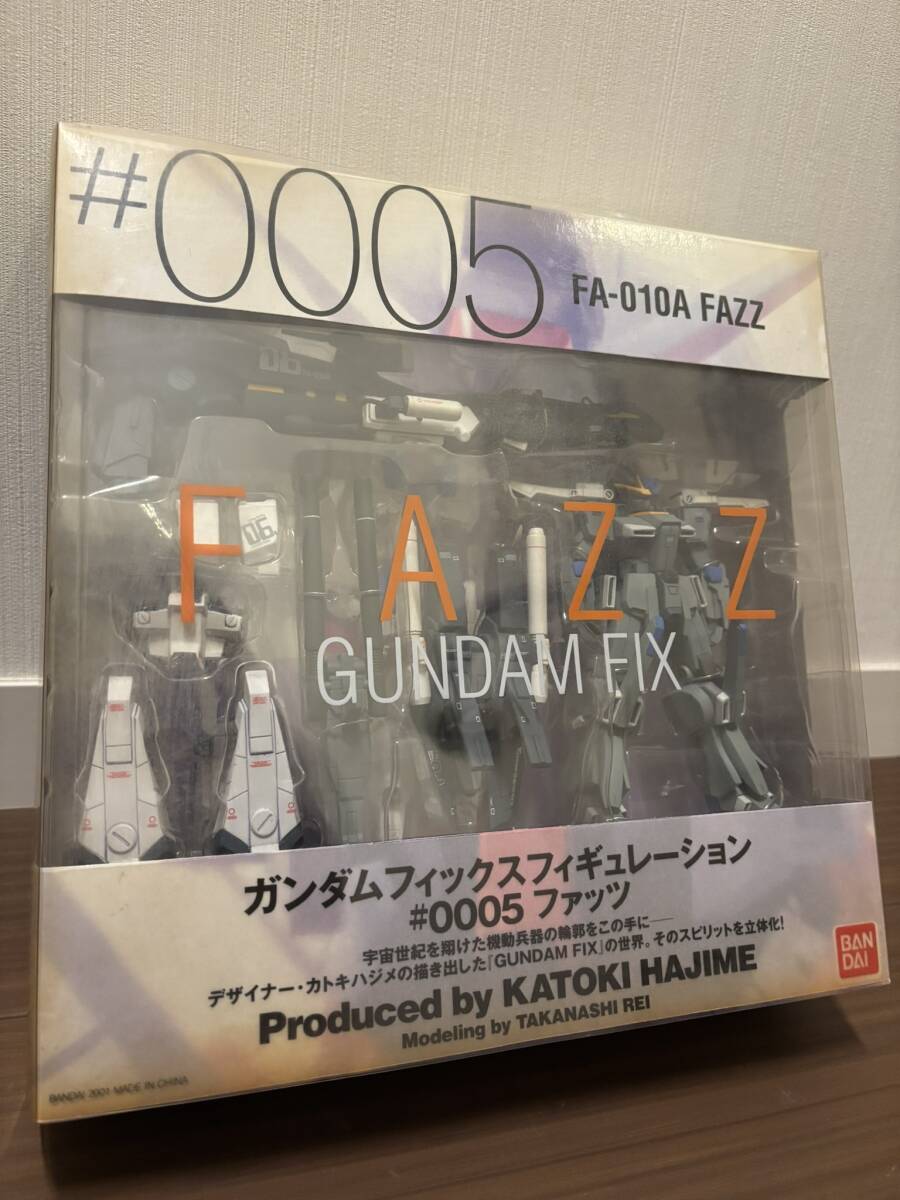 #0005
FA-010A FAZZ
06
06
FAZZ
GUNDAM FIX
ガンダムフィックスフィギュレーション
#0005 ファッツ
宇宙世紀を翔けた機動兵器の輪郭をこの手に──
デザイナー・カトキハジメの描き出した『GUNDAM FIX』の世界。そのスピリットを立体化!
Produced by KATOKI HAJIME
Modeling by TAKANASHI REI
BANDAI
BANDAI 2001 MADE IN CHINA